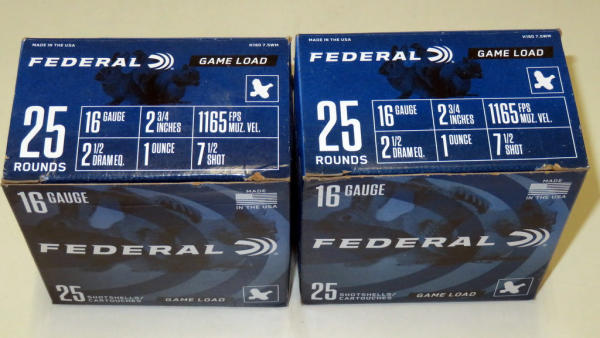 MADE IN THE USA
H160 7.5WM
FEDERAL
GAME LOAD
25
ROUNDS
16 GAUGE
2 3/4 INCHES
1165 FPS MUZ. VEL.
2 1/2 DRAM EQ.
1 OUNCE
7 1/2 SHOT
16 GAUGE
MADE
IN THE USA
FEDERAL
25 SHOTSHELLS/
CARTOUCHES
GAME LOAD
MADE IN THE USA
H160 7.5WM
FEDERAL
GAME LOAD
25
ROUNDS
16 GAUGE
2 3/4 INCHES
1165 FPS MUZ. VEL.
2 1/2 DRAM EQ.
1 OUNCE
7 1/2 SHOT
16 GAUGE
MADE
IN THE USA
FEDERAL
25 SHOTSHELLS/
CARTOUCHES
GAME LOAD